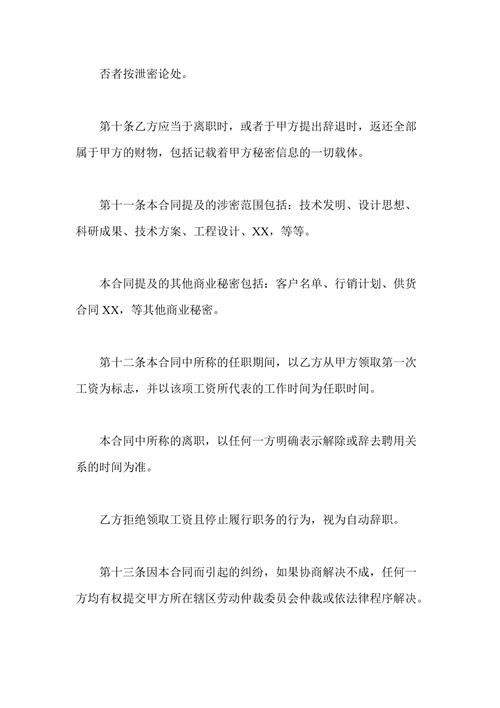 否者按泄密论处。
第十条乙方应当于离职时，或者于甲方提出辞退时，返还全部
属于甲方的财物，包括记载着甲方秘密信息的一切载体。
第十一条本合同提及的涉密范围包括：技术发明、设计思想、
科研成果、技术方案、工程设计、XX，等等。
本合同提及的其他商业秘密包括：客户名单、行销计划、供货
合同 XX，等其他商业秘密。
第十二条本合同中所称的任职期间，以乙方从甲方领取第一次
工资为标志，并以该项工资所代表的工作时间为任职时间。
本合同中所称的离职，以任何一方明确表示解除或辞去聘用关
系的时间为准。
乙方拒绝领取工资且停止履行职务的行为，视为自动辞职。
第十三条因本合同而引起的纠纷，如果协商解决不成，任何一
方均有权提交甲方所在辖区劳动仲裁委员会仲裁或依法律程序解决。